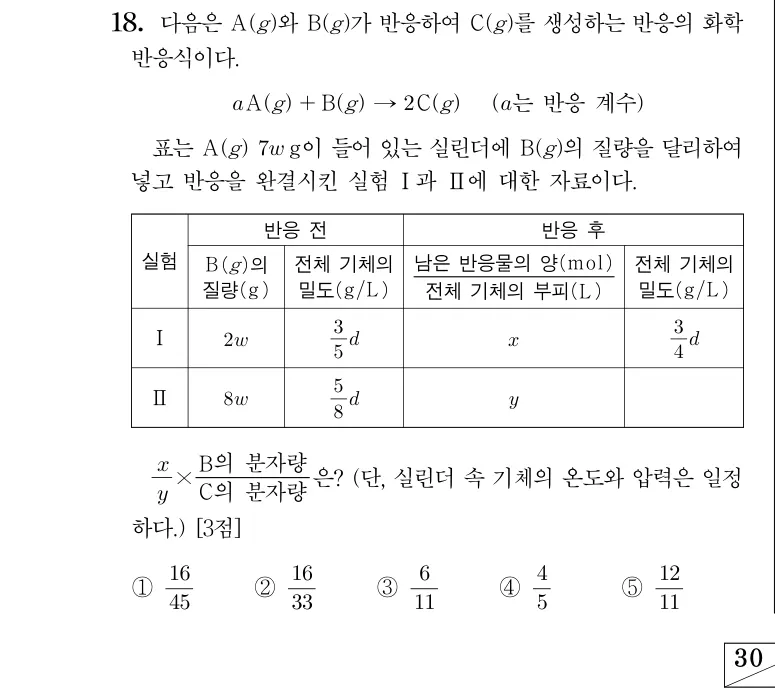 18. 다음은 A(g)와 B(g)가 반응하여 C(g)를 생성하는 반응의 화학
반응식이다.
aA(g) + B(g) → 2C(g) (a는 반응 계수)
표는 A(g) 7w g이 들어 있는 실린더에 B(g)의 질량을 달리하여
넣고 반응을 완결시킨 실험 Ⅰ과 Ⅱ에 대한 자료이다.
실험 반응 전 반응 후
B(g)의 질량(g) 전체 기체의 밀도(g/L) 남은 반응물의 양(mol)/전체 기체의 부피(L) 전체 기체의 밀도(g/L)
Ⅰ 2w 3/5 d x 3/4 d
Ⅱ 8w 5/8 d y
x/y × B의 분자량/C의 분자량 은? (단, 실린더 속 기체의 온도와 압력은 일정
하다.) [3점]
① 16/45 ② 16/33 ③ 6/11 ④ 4/5 ⑤ 12/11
30